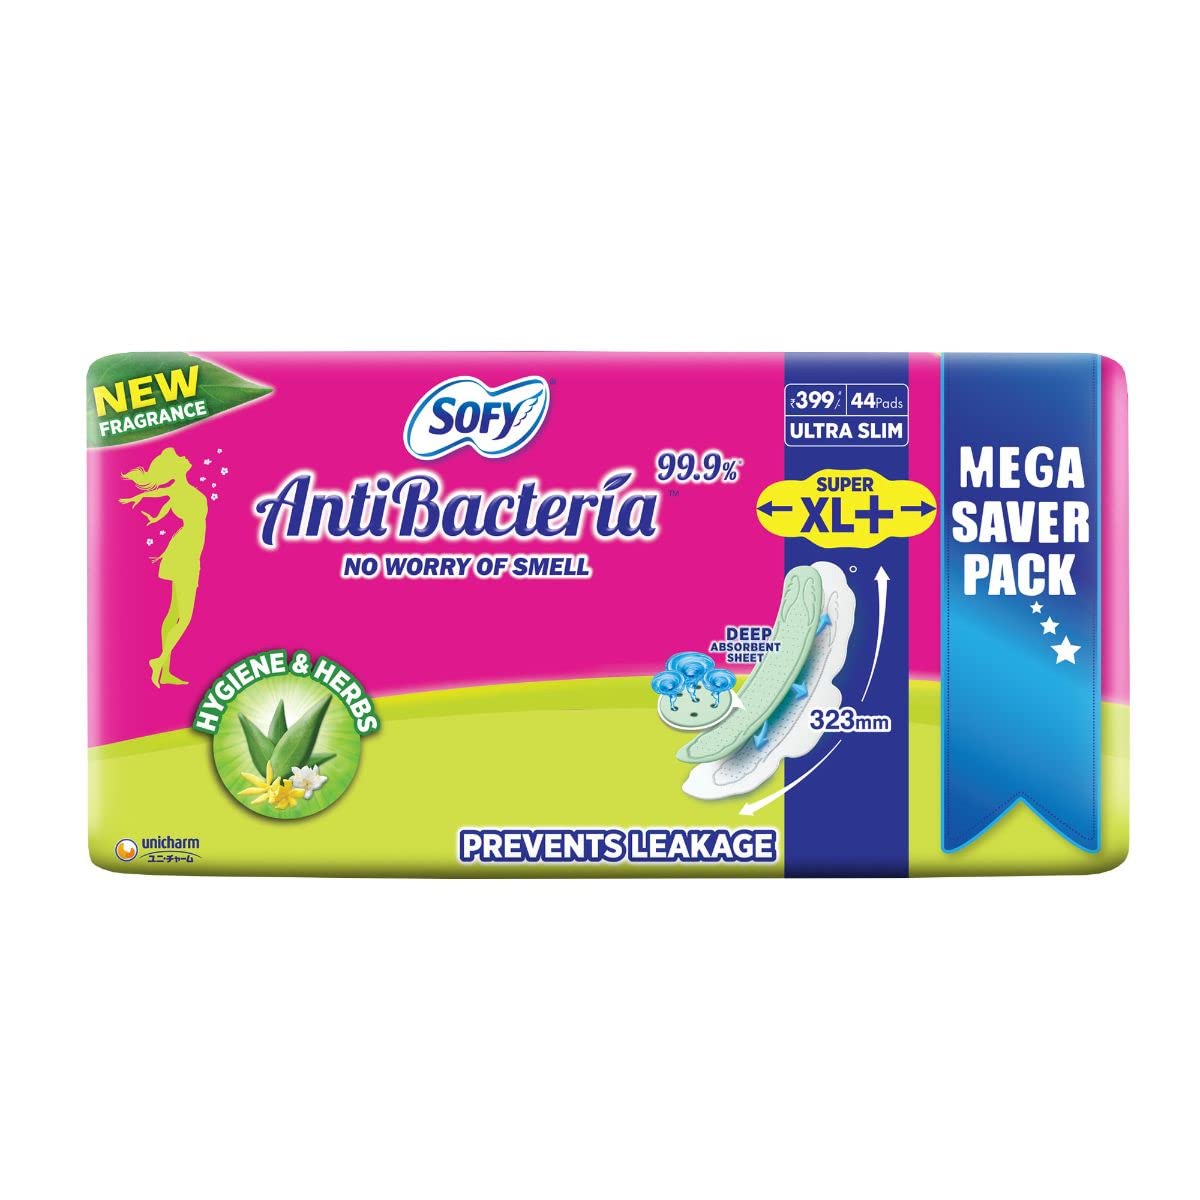 NEW
FRAGRANCE
SOFY®
AntiBacteria™ 99.9%*
NO WORRY OF SMELL
₹399/- 44Pads
ULTRA SLIM
SUPER
XL+
MEGA
SAVER
PACK
DEEP
ABSORBENT
SHEET
323mm
HYGIENE & HERBS
unicharm
ユニ・チャーム
PREVENTS LEAKAGE